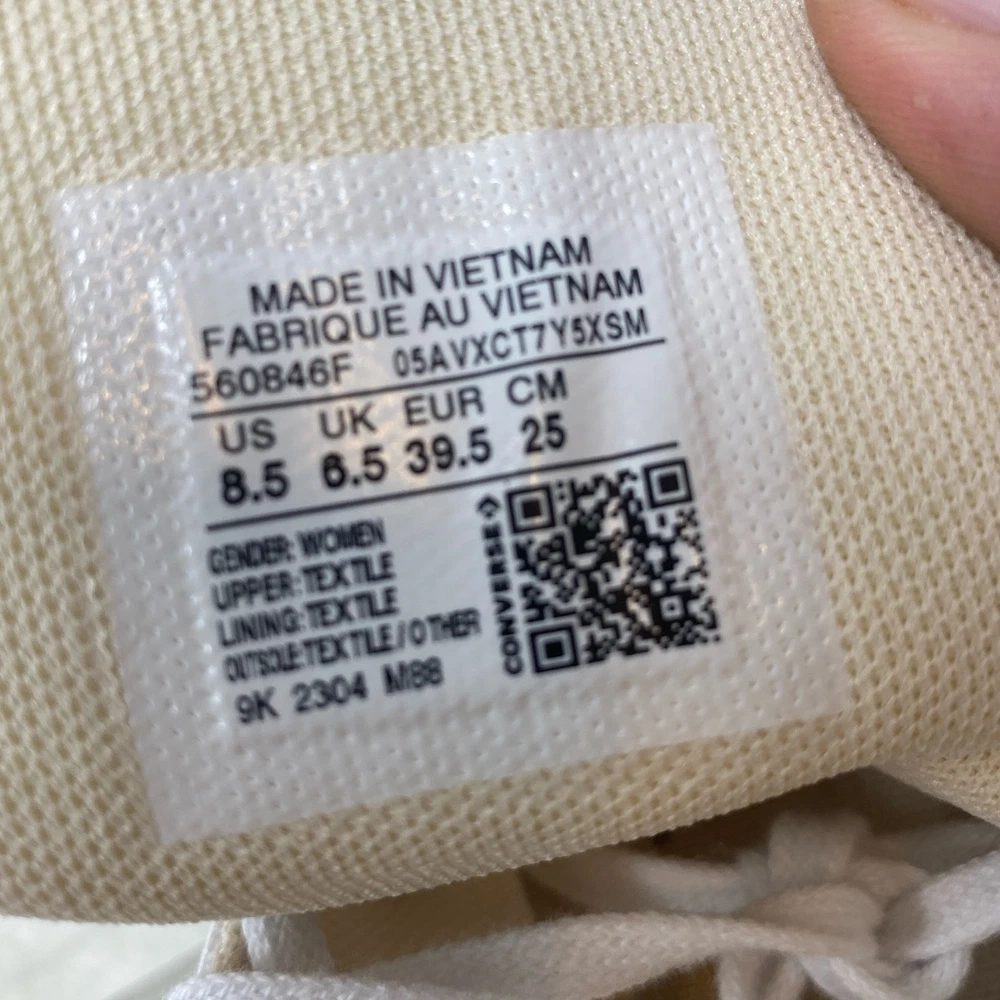 MADE IN VIETNAM
FABRIQUE AU VIETNAM
560846F 05AVXCT7Y5XSM
US UK EUR CM
8.5 6.5 39.5 25
GENDER: WOMEN
UPPER: TEXTILE
LINING: TEXTILE
OUTSOLE:TEXTILE/OTHER
9K 2304 M88
CONVERSE